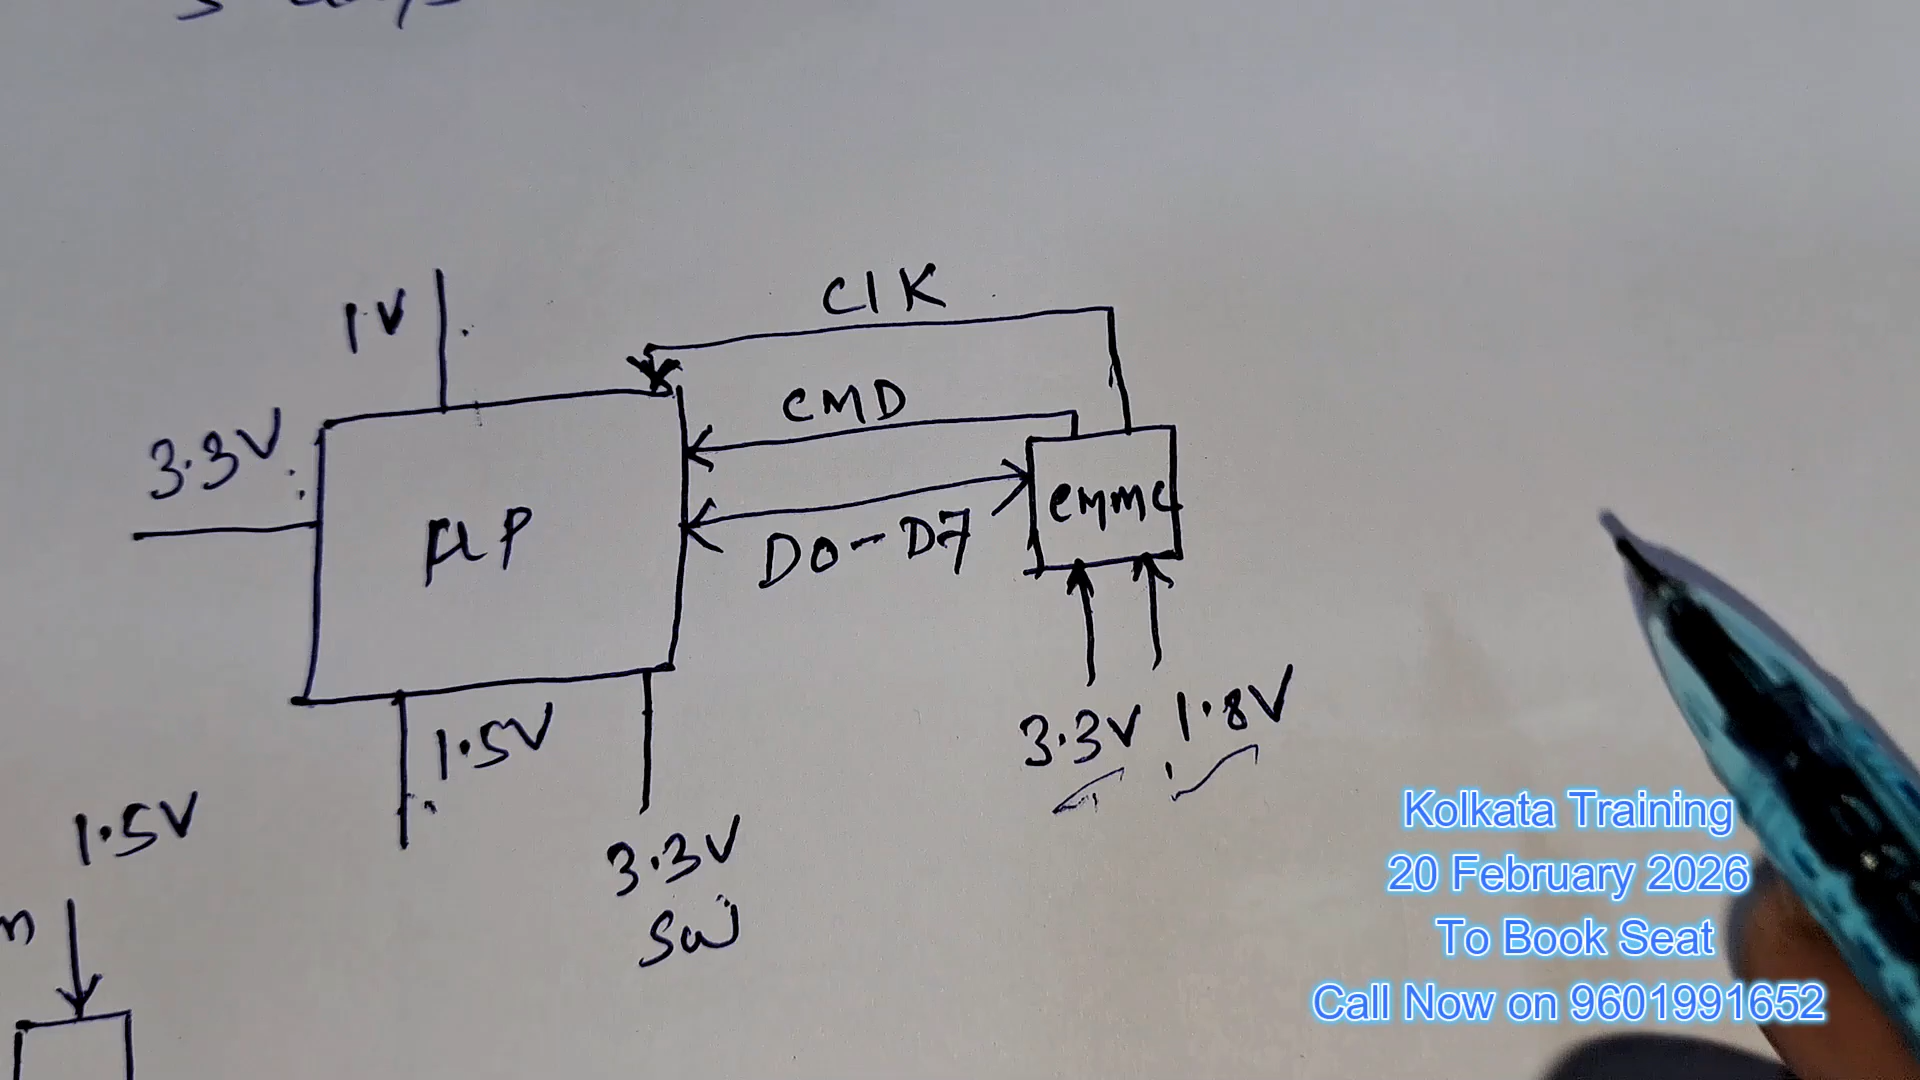 1V
CLK
CMD
3.3V
D0-D7
emmc
1.5V
3.3V
1.8V
1.5V
3.3V
SW
Kolkata Training
20 February 2026
To Book Seat
Call Now on 9601991652